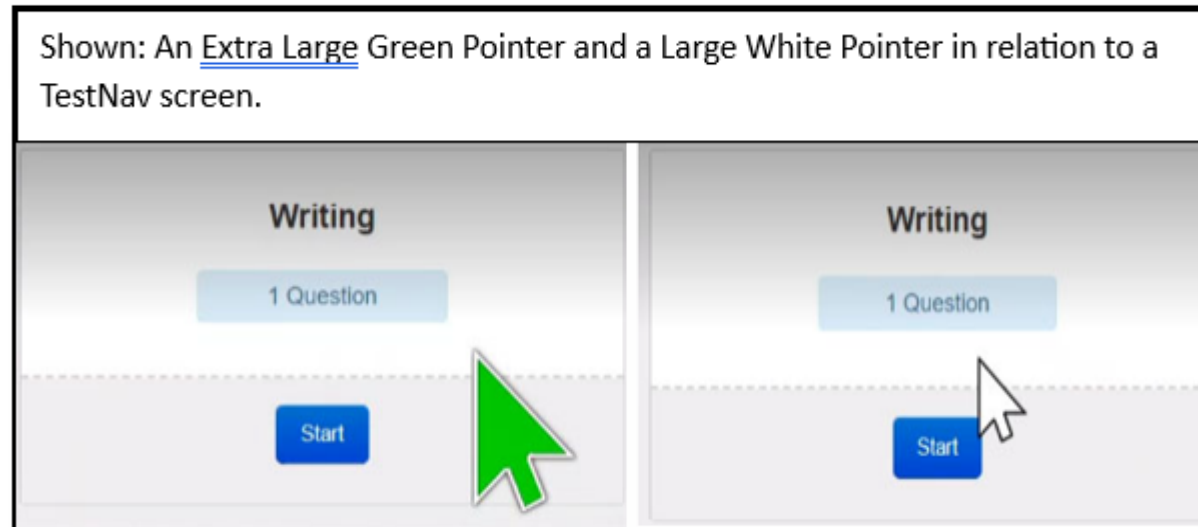 Shown: An Extra Large Green Pointer and a Large White Pointer in relation to a
TestNav screen.
Writing
1 Question
Start
Writing
1 Question
Start